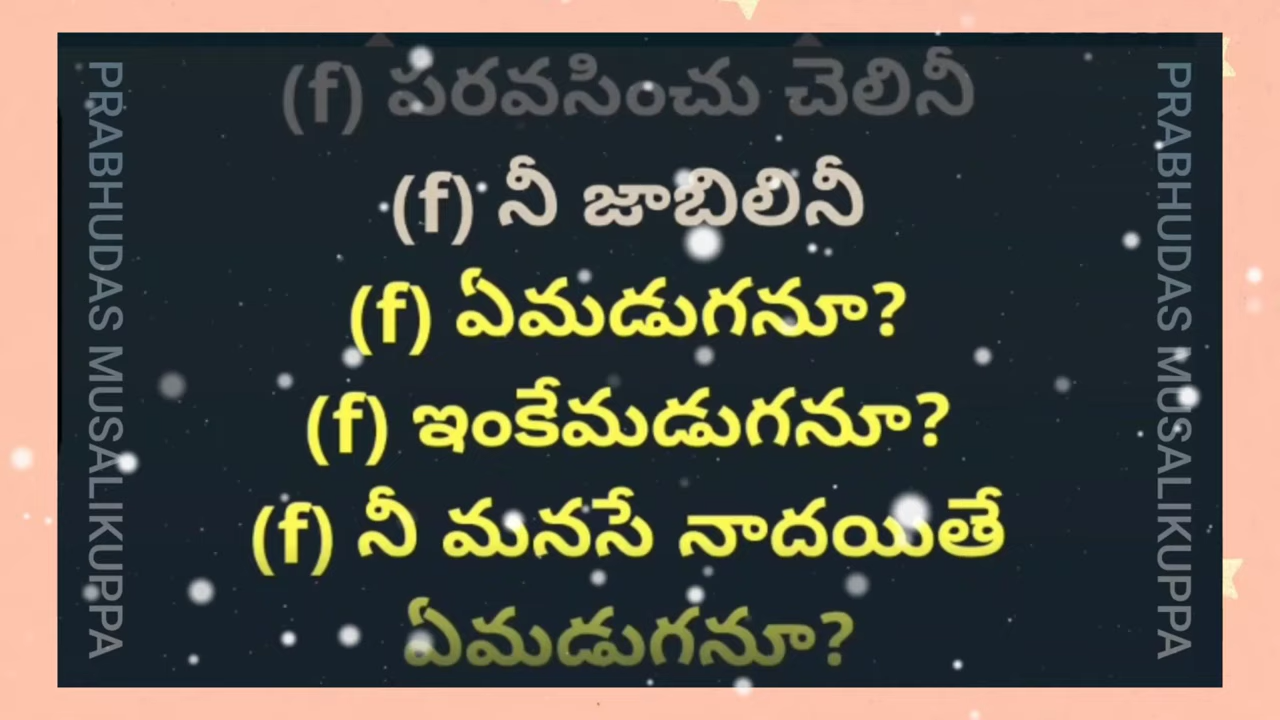 PRABHUDAS MUSALIKUPPA
(f) పరవసించు చెలినీ
(f) నీ జాబిలినీ
(f) ఏమడుగనూ?
(f) ఇంకేమడుగనూ?
(f) నీ మనసే నాదయితే
ఏమడుగనూ?
PRABHUDAS MUSALIKUPPA